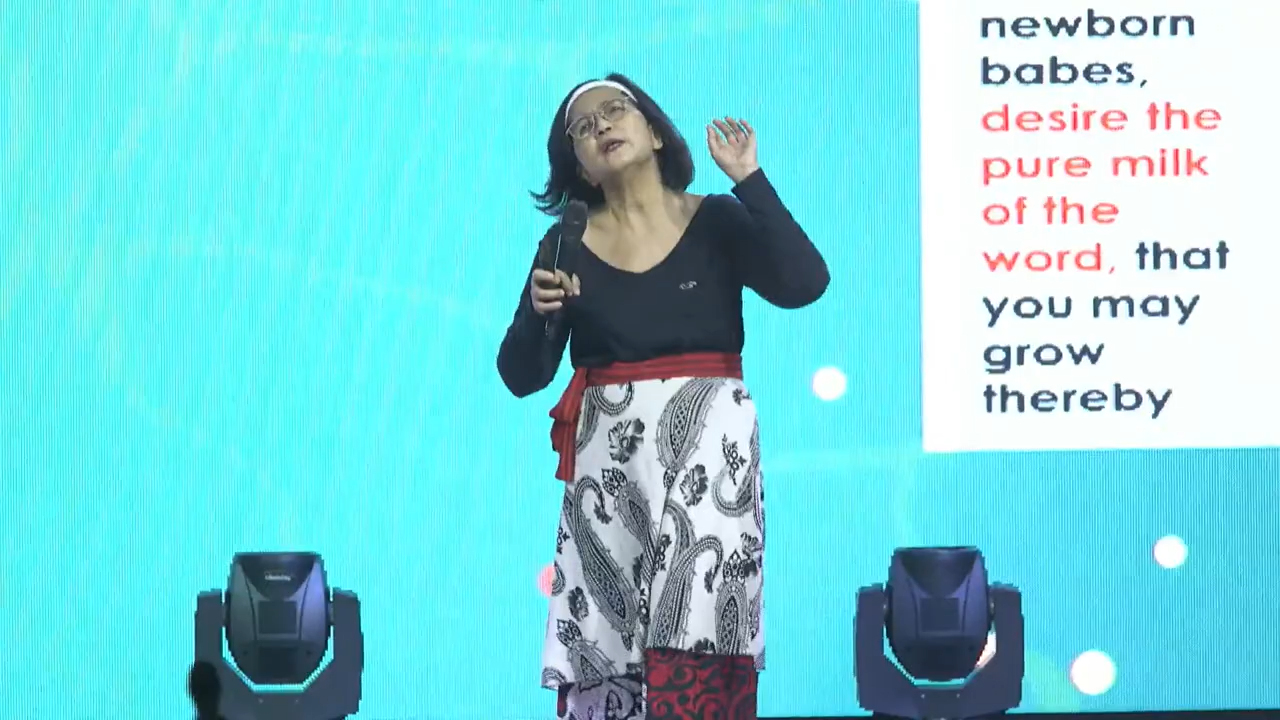 newborn
babes,
desire the
pure milk
of the
word, that
you may
grow
thereby